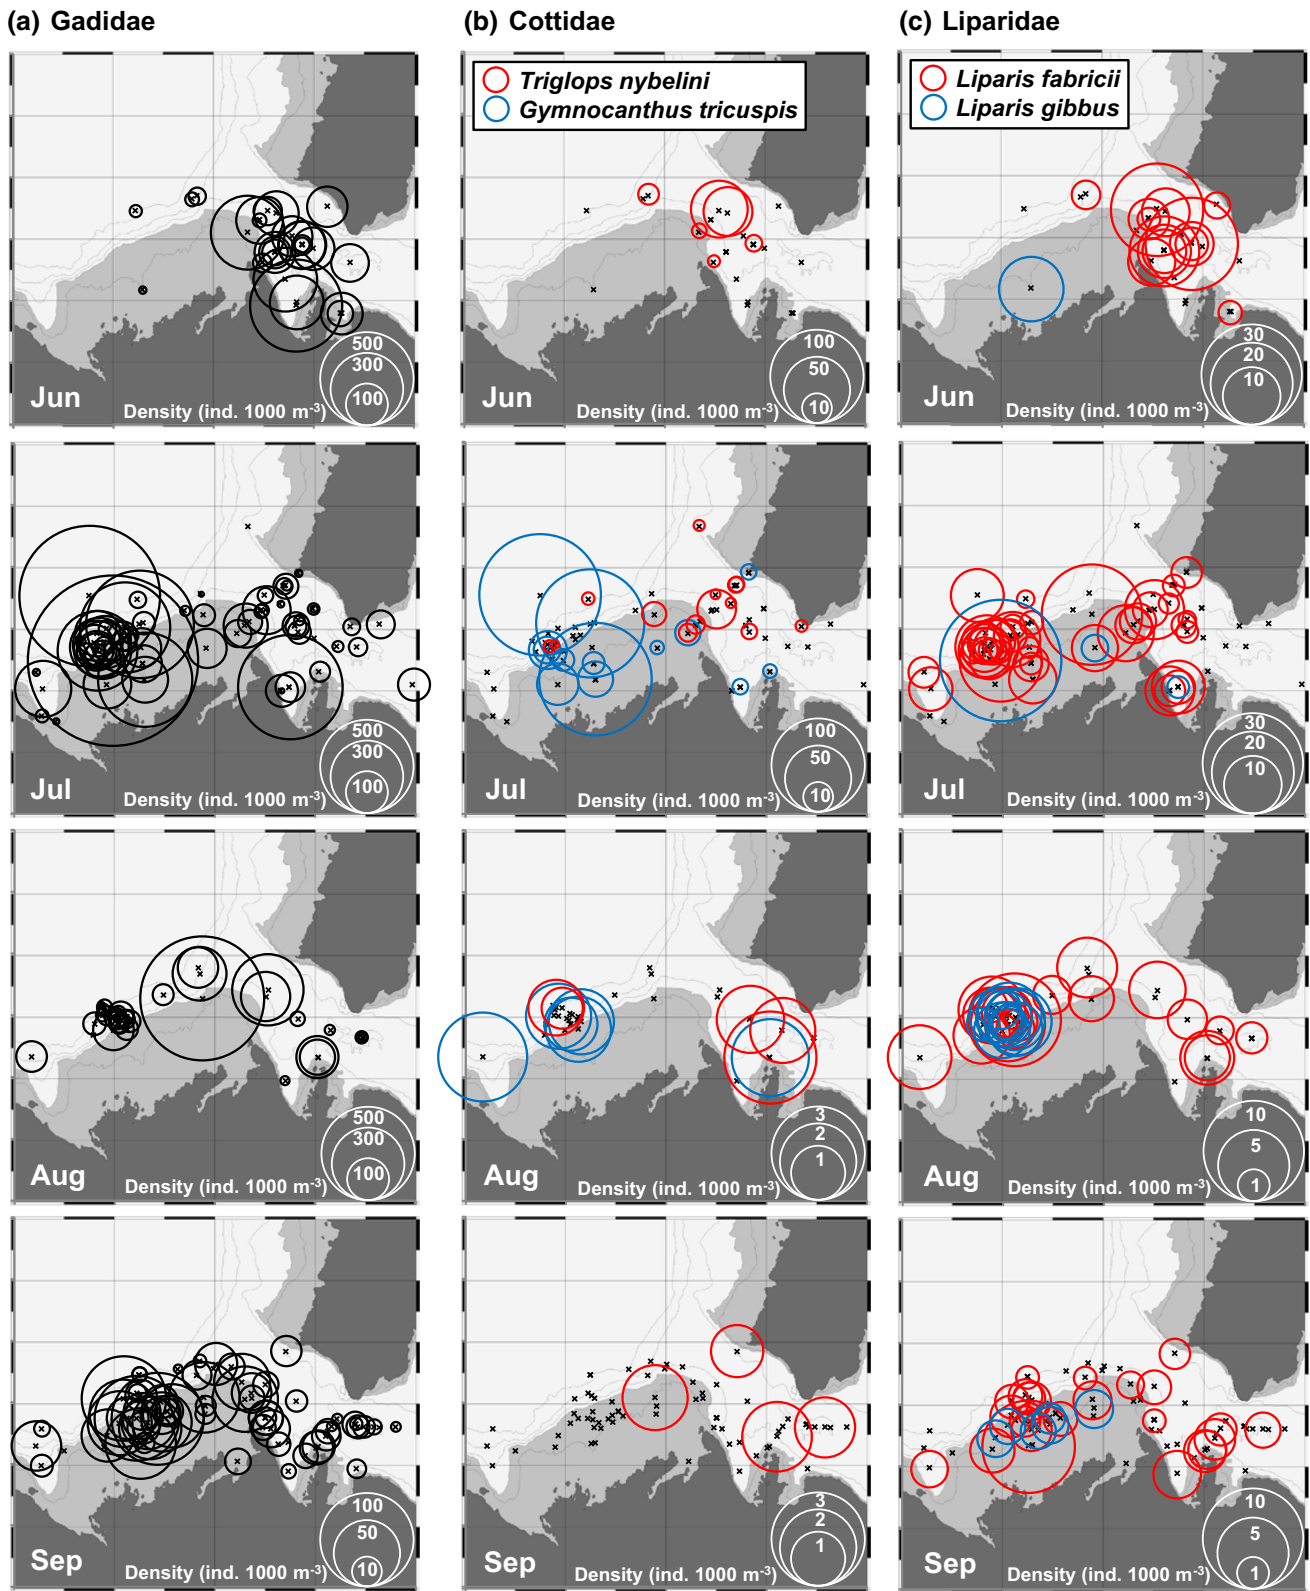 (a) Gadidae
(b) Cottidae
(c) Liparidae
Triglops nybelini
Gymnocanthus tricuspis
Liparis fabricii
Liparis gibbus
500
300
100
Jun
Density (ind. 1000 m-3)
100
50
10
Jun
Density (ind. 1000 m-3)
30
20
10
Jun
Density (ind. 1000 m-3)
500
300
100
Jul
Density (ind. 1000 m-3)
100
50
10
Jul
Density (ind. 1000 m-3)
30
20
10
Jul
Density (ind. 1000 m-3)
500
300
100
Aug
Density (ind. 1000 m-3)
3
2
1
Aug
Density (ind. 1000 m-3)
10
5
1
Aug
Density (ind. 1000 m-3)
100
50
10
Sep
Density (ind. 1000 m-3)
3
2
1
Sep
Density (ind. 1000 m-3)
10
5
1
Sep
Density (ind. 1000 m-3)